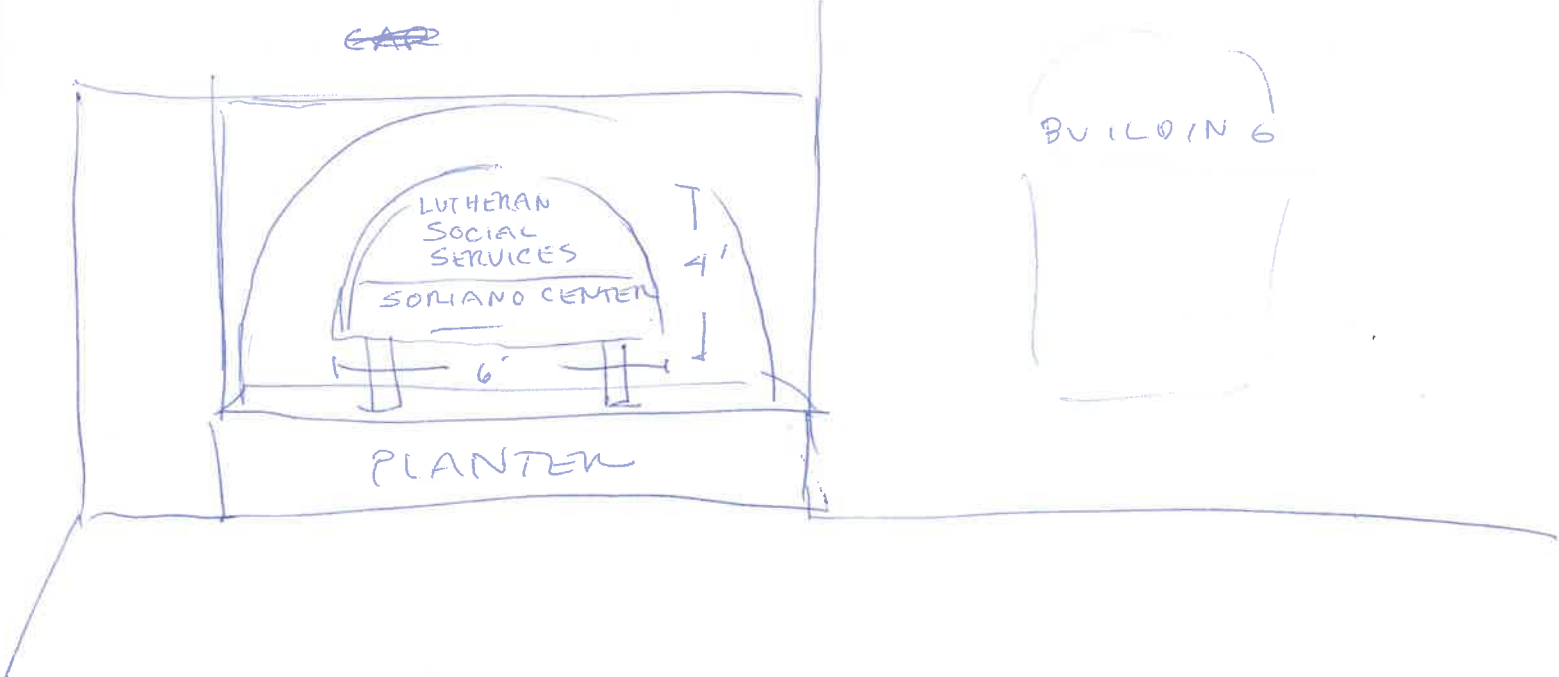 LUTHERAN
SOCIAL
SERVICES
SORIANO CENTER
4'
6'
PLANTER
BUILDING